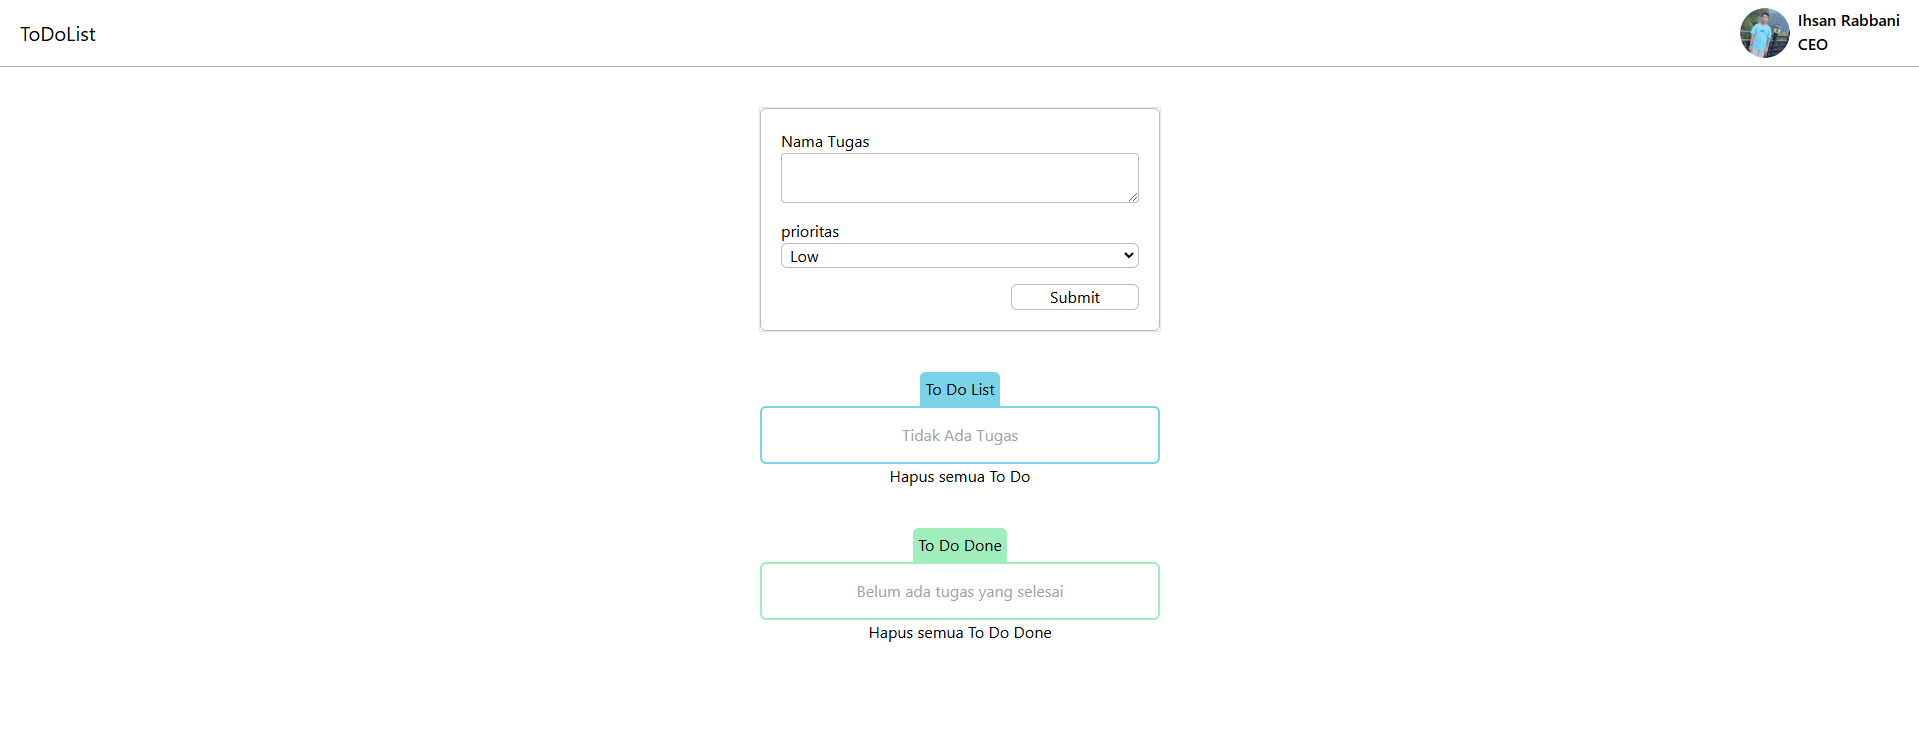 ToDoList
Ihsan Rabbani
CEO
Nama Tugas
prioritas
Low
Submit
To Do List
Tidak Ada Tugas
Hapus semua To Do
To Do Done
Belum ada tugas yang selesai
Hapus semua To Do Done